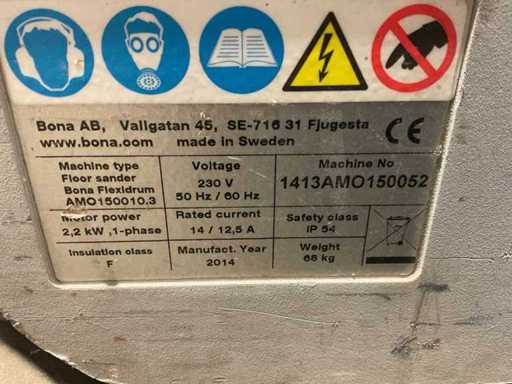 Bona AB, Vallgatan 45, SE-716 31 Fjugesta
www.bona.com made in Sweden
CE
Machine type
Floor sander
Bona Flexidrum
AMO150010.3
Voltage
230 V
50 Hz / 60 Hz
Machine No
1413AMO150052
Motor power
2,2 kW ,1-phase
Rated current
14 / 12,5 A
Safety class
IP 54
Insulation class
F
Manufact. Year
2014
Weight
68 kg